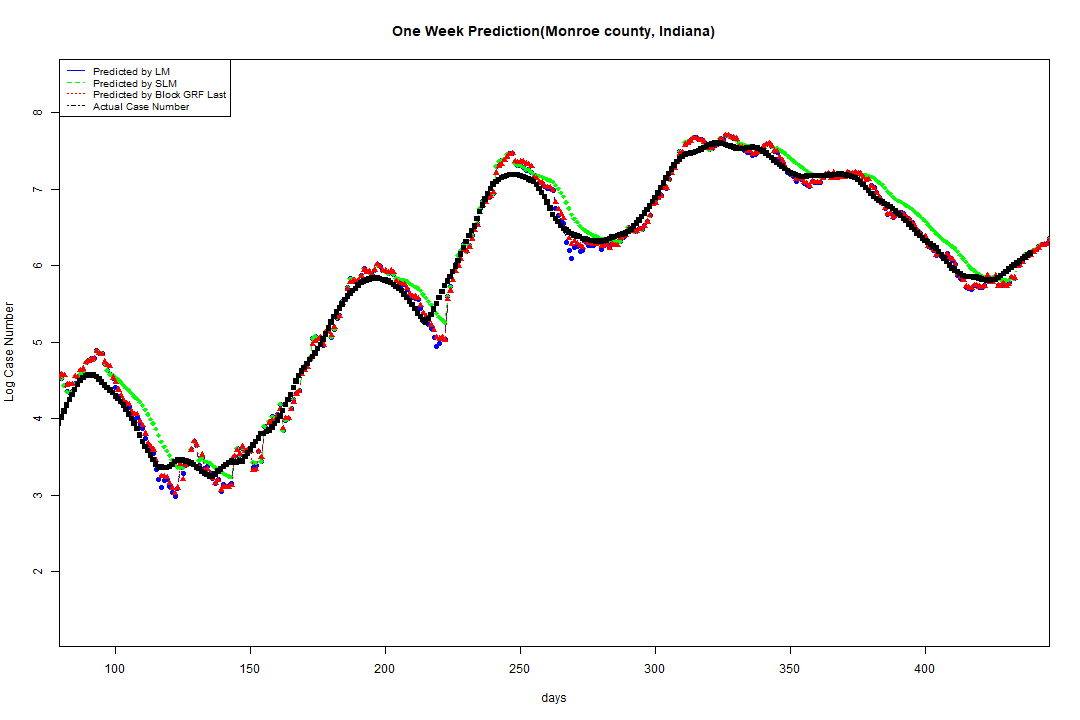 One Week Prediction(Monroe county, Indiana)
Predicted by LM
Predicted by SLM
Predicted by Block GRF Last
Actual Case Number
8
7
6
5
4
3
2
Log Case Number
100 150 200 250 300 350 400
days